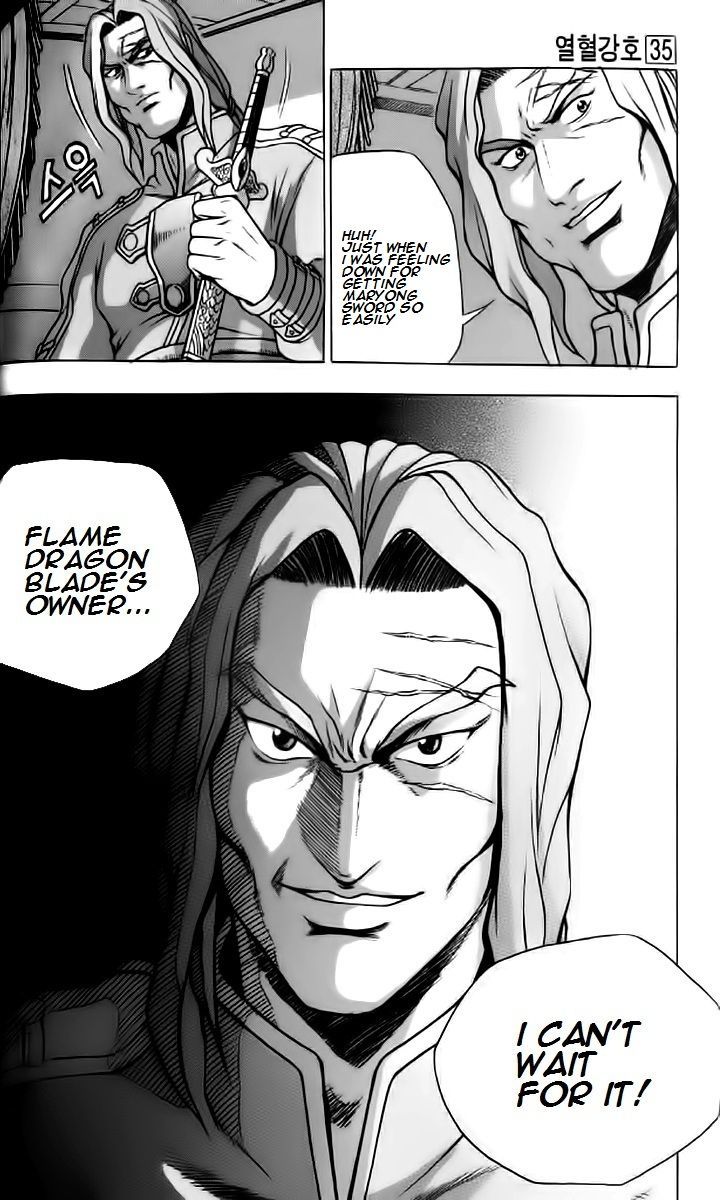 열혈강호 35
스윽
HUH!
JUST WHEN
I WAS FEELING
DOWN FOR
GETTING
MARYONG
SWORD SO
EASILY
FLAME
DRAGON
BLADE'S
OWNER...
I CAN'T
WAIT
FOR IT!